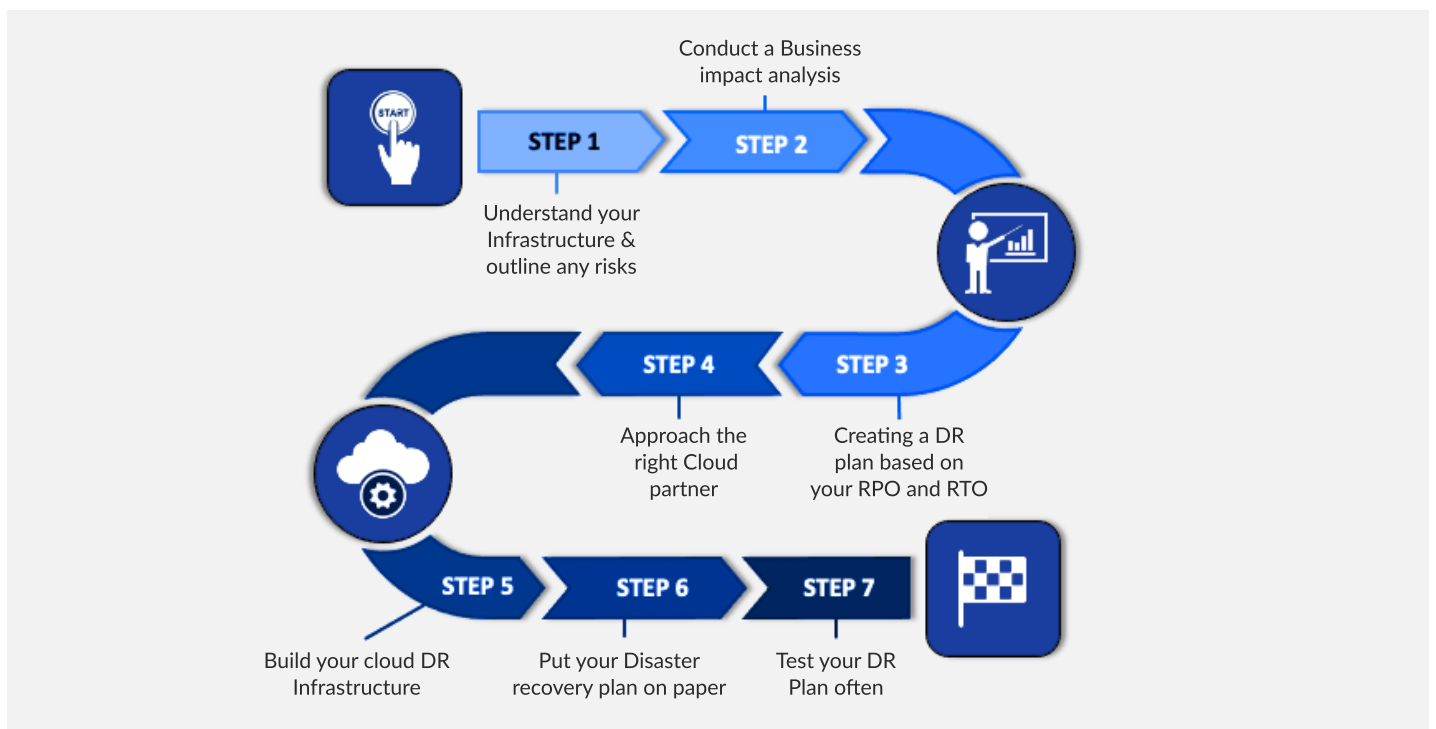 START
STEP 1
Understand your
Infrastructure &
outline any risks
Conduct a Business
impact analysis
STEP 2
STEP 3
Creating a DR
plan based on
your RPO and RTO
STEP 4
Approach the
right Cloud
partner
STEP 5
Build your cloud DR
Infrastructure
STEP 6
Put your Disaster
recovery plan on paper
STEP 7
Test your DR
Plan often